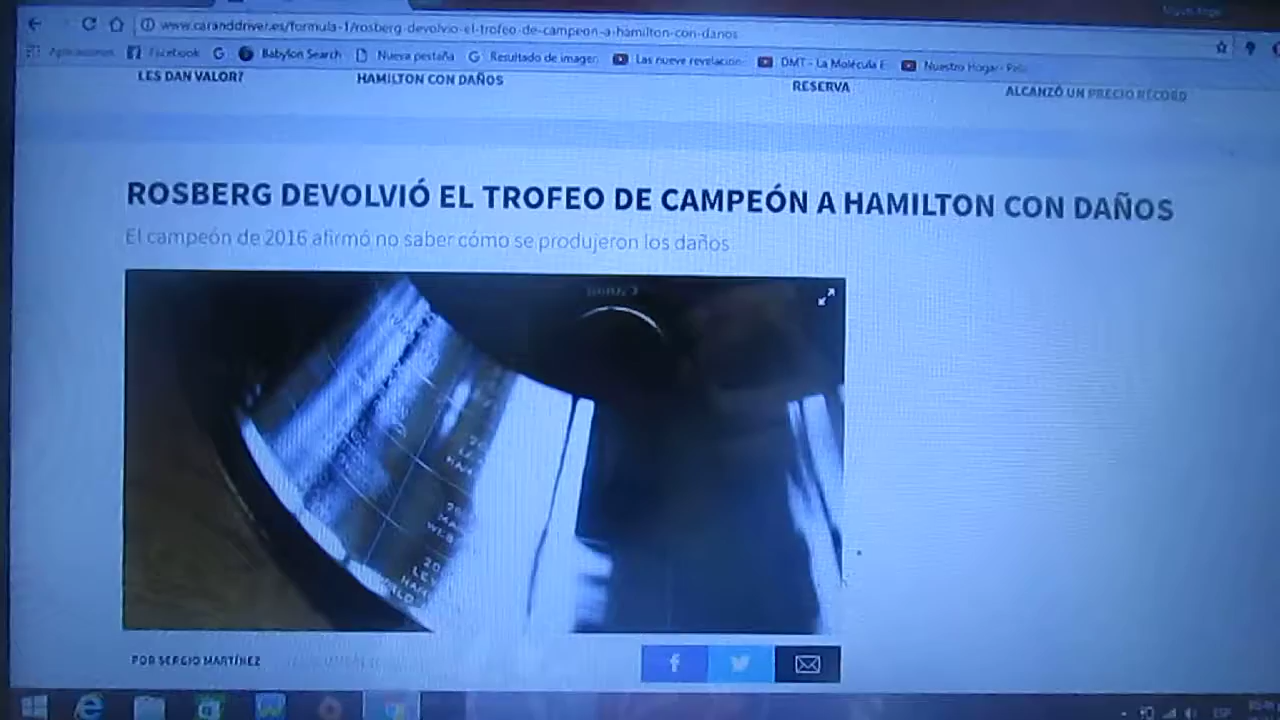 www.caranddriver.es/formula-1/rosberg-devolvio-el-trofeo-de-campeon-a-hamilton-con-danos
Aplicaciones Facebook Babylon Search Nueva pestaña Resultado de imagen Las nueve revelacion DMT - La Molécula E Nuestro Hogar - Peli
LES DAN VALOR? HAMILTON CON DAÑOS RESERVA ALCANZÓ UN PRECIO RÉCORD
ROSBERG DEVOLVIÓ EL TROFEO DE CAMPEÓN A HAMILTON CON DAÑOS
El campeón de 2016 afirmó no saber cómo se produjeron los daños
POR SERGIO MARTÍNEZ
ESP